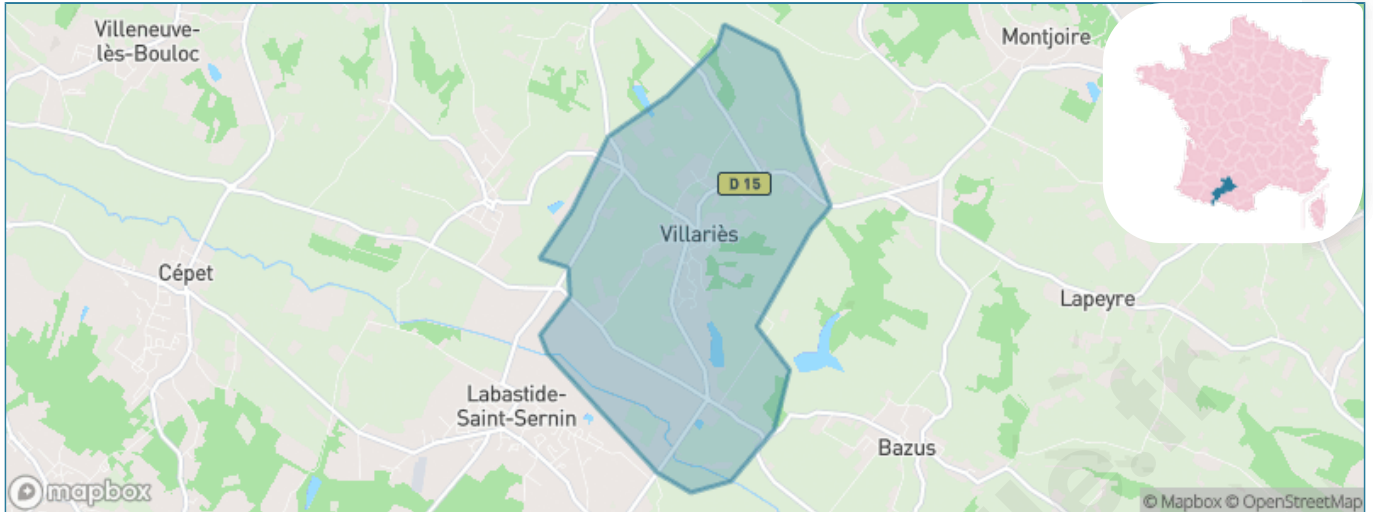 Villeneuve-
lès-Bouloc
Montjoire
D 15
Villariès
Cépet
Lapeyre
Labastide-
Saint-Sernin
Bazus
mapbox
© Mapbox © OpenStreetMap